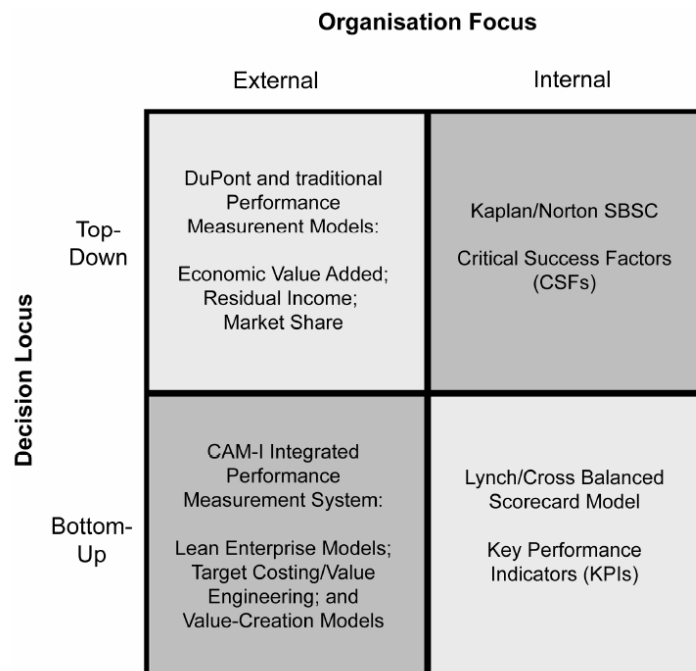 Organisation Focus
External
Internal
Decision Locus
Top-
Down
DuPont and traditional
Performance
Measurenent Models:
Economic Value Added;
Residual Income;
Market Share
Kaplan/Norton SBSC
Critical Success Factors
(CSFs)
Bottom-
Up
CAM-I Integrated
Performance
Measurement System:
Lean Enterprise Models;
Target Costing/Value
Engineering; and
Value-Creation Models
Lynch/Cross Balanced
Scorecard Model
Key Performance
Indicators (KPIs)